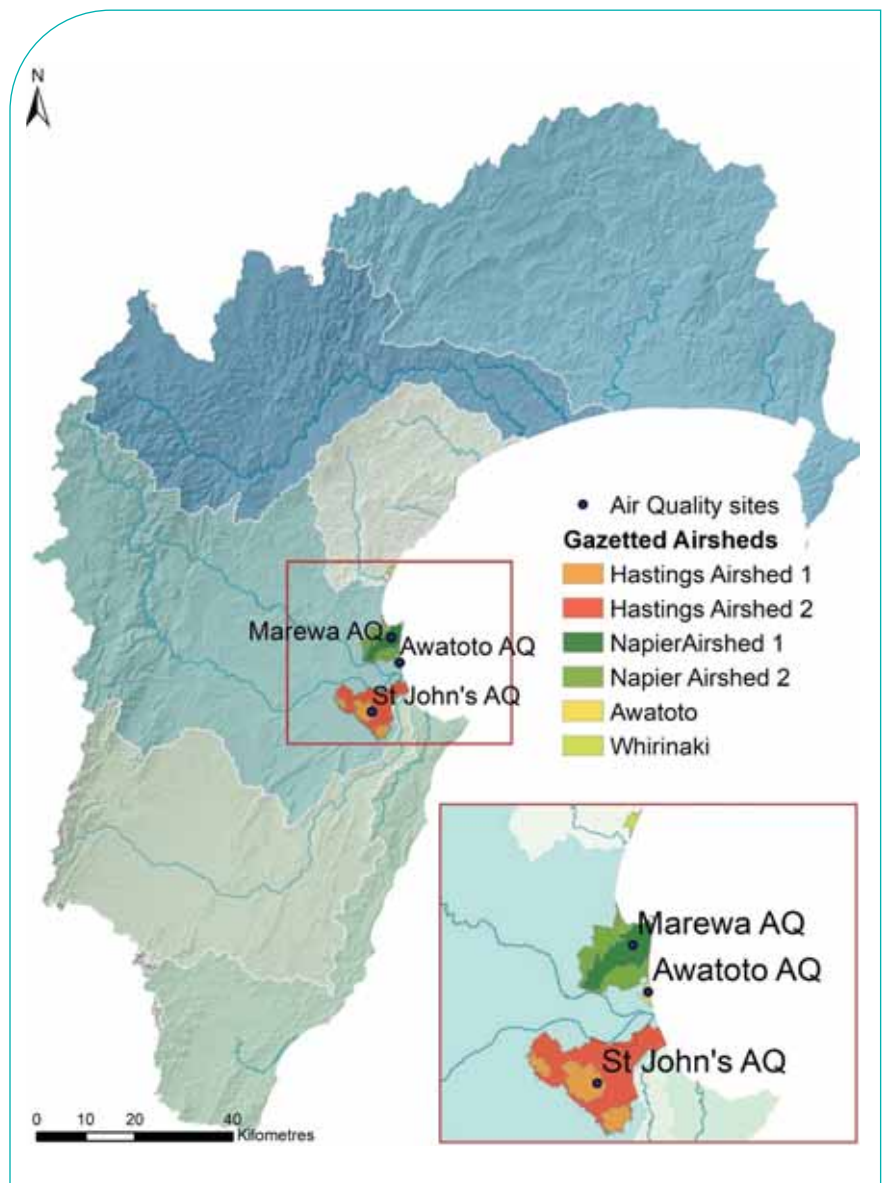 N
Air Quality sites
Gazetted Airsheds
Hastings Airshed 1
Hastings Airshed 2
NapierAirshed 1
Napier Airshed 2
Awatoto
Whirinaki
Marewa AQ
Awatoto AQ
St John's AQ
Marewa AQ
Awatoto AQ
St John's AQ
0 10 20 40
Kilometres